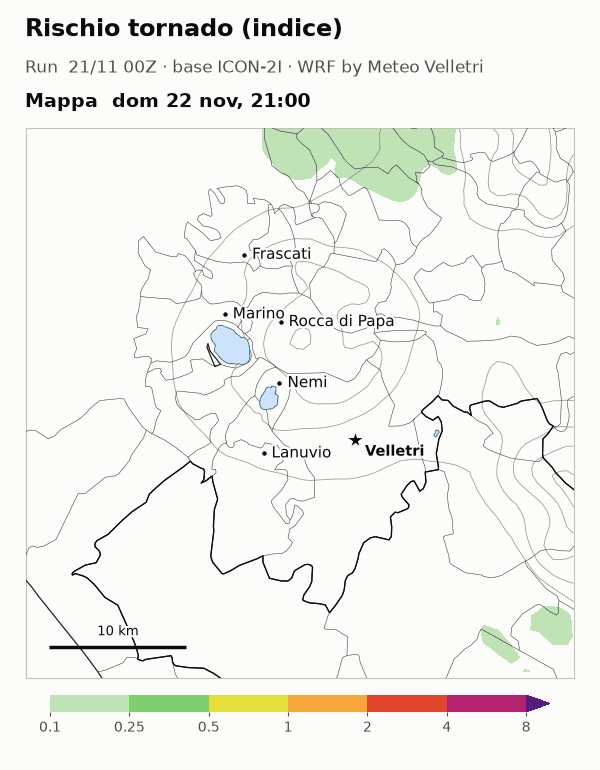 Rischio tornado (indice)
Run  21/11 00Z · base ICON-2I · WRF by Meteo Velletri
Mappa  dom 22 nov, 21:00
Frascati
Marino
Rocca di Papa
Nemi
Velletri
Lanuvio
10 km
0.1 0.25 0.5 1 2 4 8